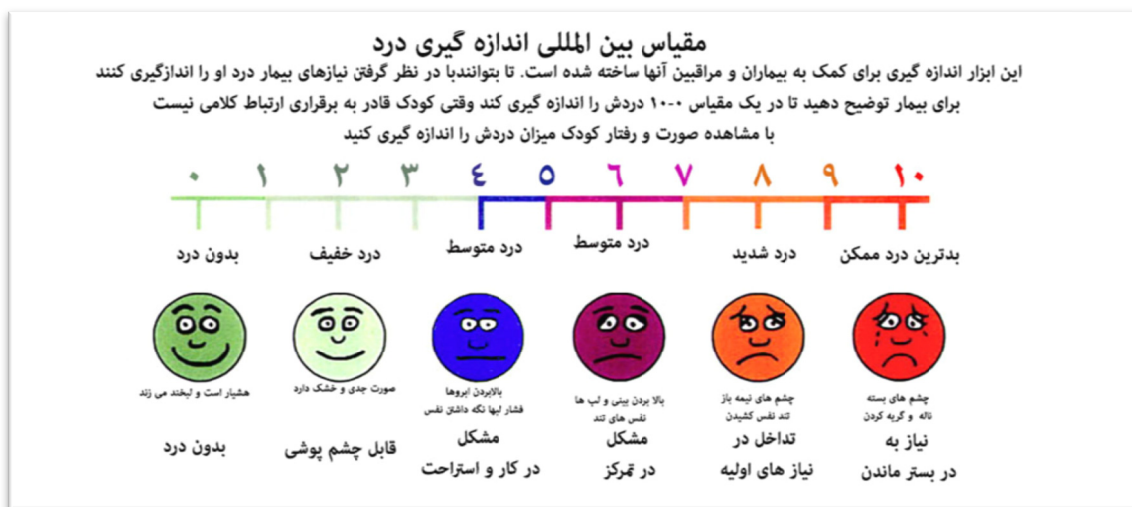 مقیاس بین المللی اندازه گیری درد
این ابزار اندازه گیری برای کمک به بیماران و مراقبین آنها ساخته شده است. تا بتوانندبا در نظر گرفتن نیازهای بیمار درد او را اندازگیری کنند
برای بیمار توضیح دهید تا در یک مقیاس ۰-۱۰ دردش را اندازه گیری کند وقتی کودک قادر به برقراری ارتباط کلامی نیست
با مشاهده صورت و رفتار کودک میزان دردش را اندازه گیری کنید
۰ ۱ ۲ ۳ ٤ ۵ ٦ ۷ ۸ ۹ ۱۰
بدون درد
درد خفیف
درد متوسط
درد متوسط
درد شدید
بدترین درد ممکن
هشیار است و لبخند می زند
صورت جدی و خشک دارد
بالابردن ابروها
فشار لبها نگه داشتن نفس
بالا بردن بینی و لب ها
نفس های تند
چشم های نیمه باز
تند نفس کشیدن
چشم های بسته
ناله و گریه کردن
بدون درد
قابل چشم پوشی
مشکل
در کار و استراحت
مشکل
در تمرکز
تداخل در
نیاز های اولیه
نیاز به
در بستر ماندن